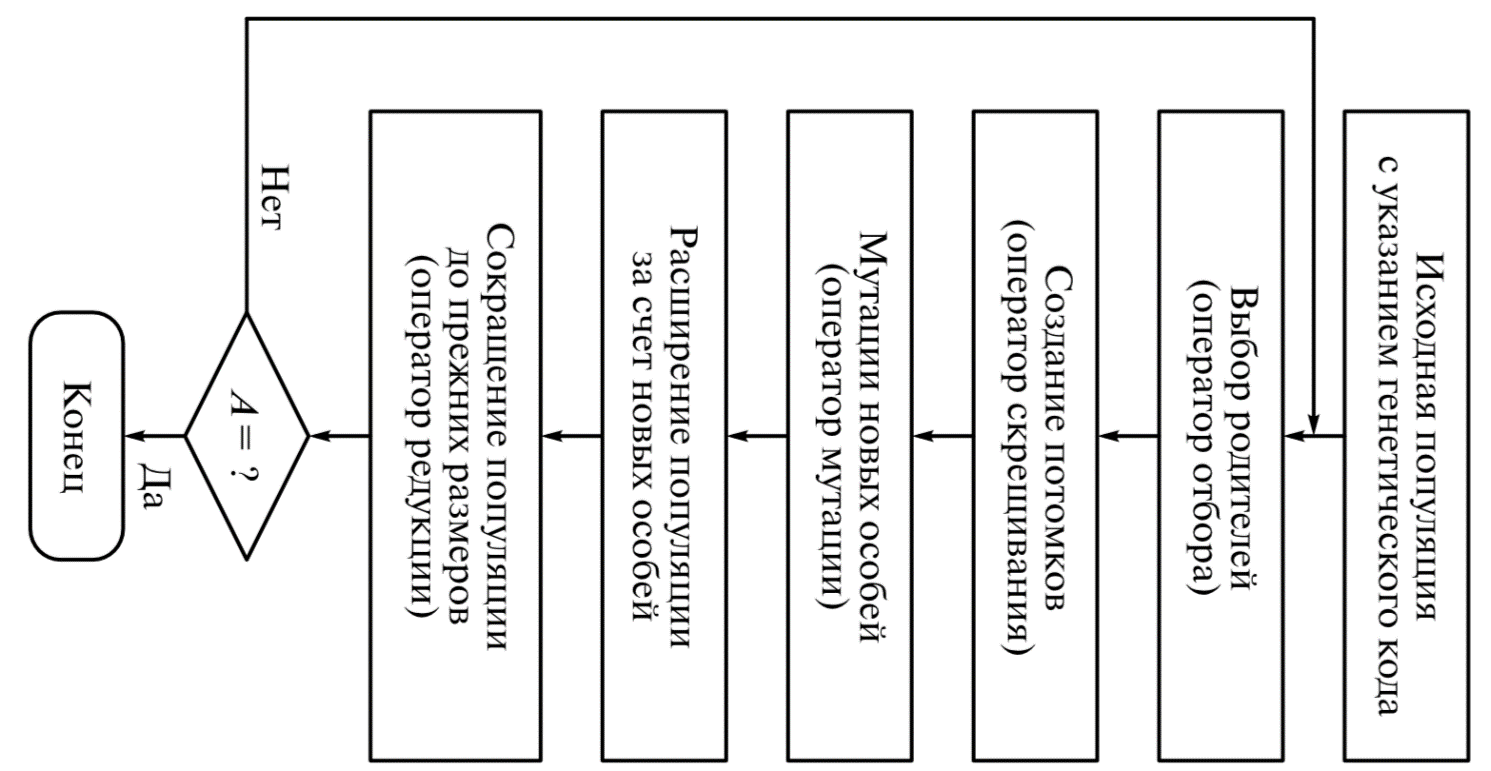 Исходная популяция
с указанием генетического кода
Выбор родителей
(оператор отбора)
Создание потомков
(оператор скрещивания)
Мутации новых особей
(оператор мутации)
Расширение популяции
за счет новых особей
Сокращение популяции
до прежних размеров
(оператор редукции)
A = ?
Нет
Да
Конец